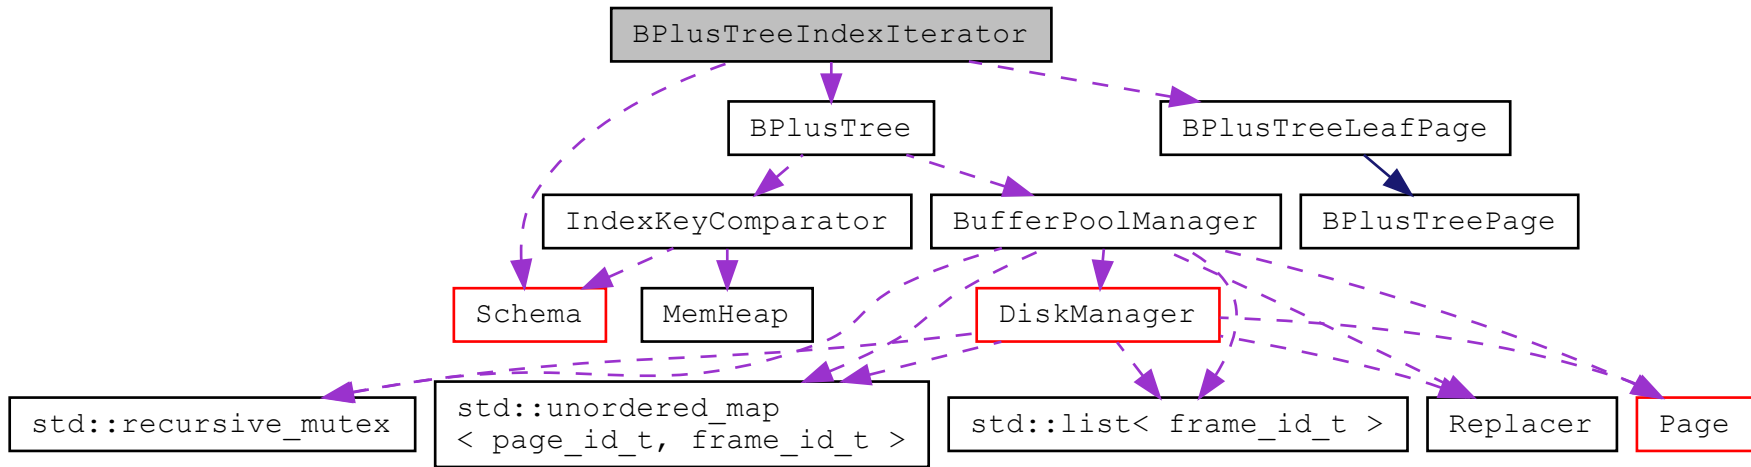 BPlusTreeIndexIterator
BPlusTree
BPlusTreeLeafPage
IndexKeyComparator
BufferPoolManager
BPlusTreePage
Schema
MemHeap
DiskManager
std::recursive_mutex
std::unordered_map
< page_id_t, frame_id_t >
std::list< frame_id_t >
Replacer
Page